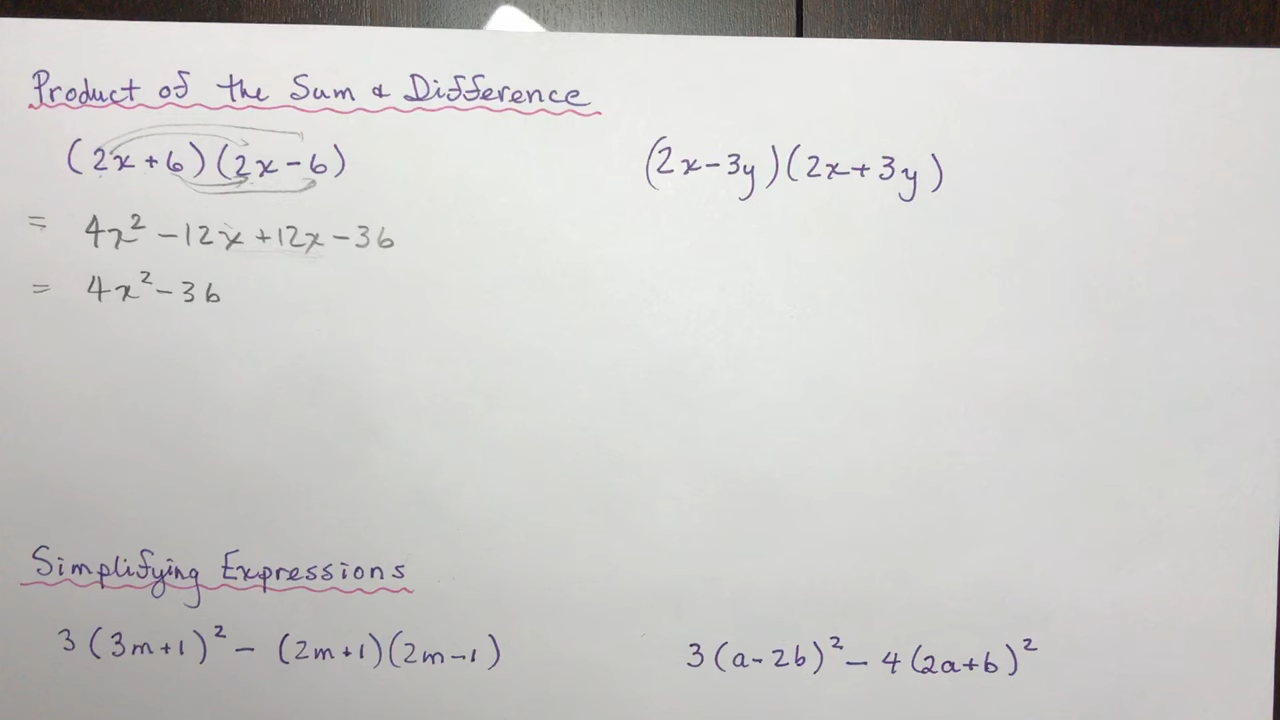 Product of the Sum & Difference
(2x+6)(2x-6)
= 4x² -12x +12x -36
= 4x² -36
(2x-3y)(2x+3y)
Simplifying Expressions
3(3m+1)² - (2m+1)(2m-1)
3(a-2b)² - 4(2a+b)²